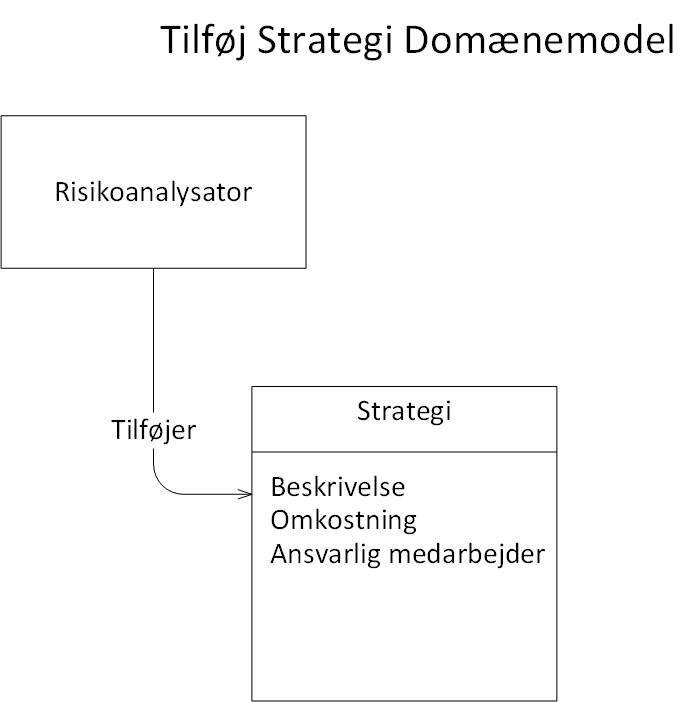 Tilføj Strategi Domænemodel
Risikoanalysator
Tilføjer
Strategi
Beskrivelse
Omkostning
Ansvarlig medarbejder